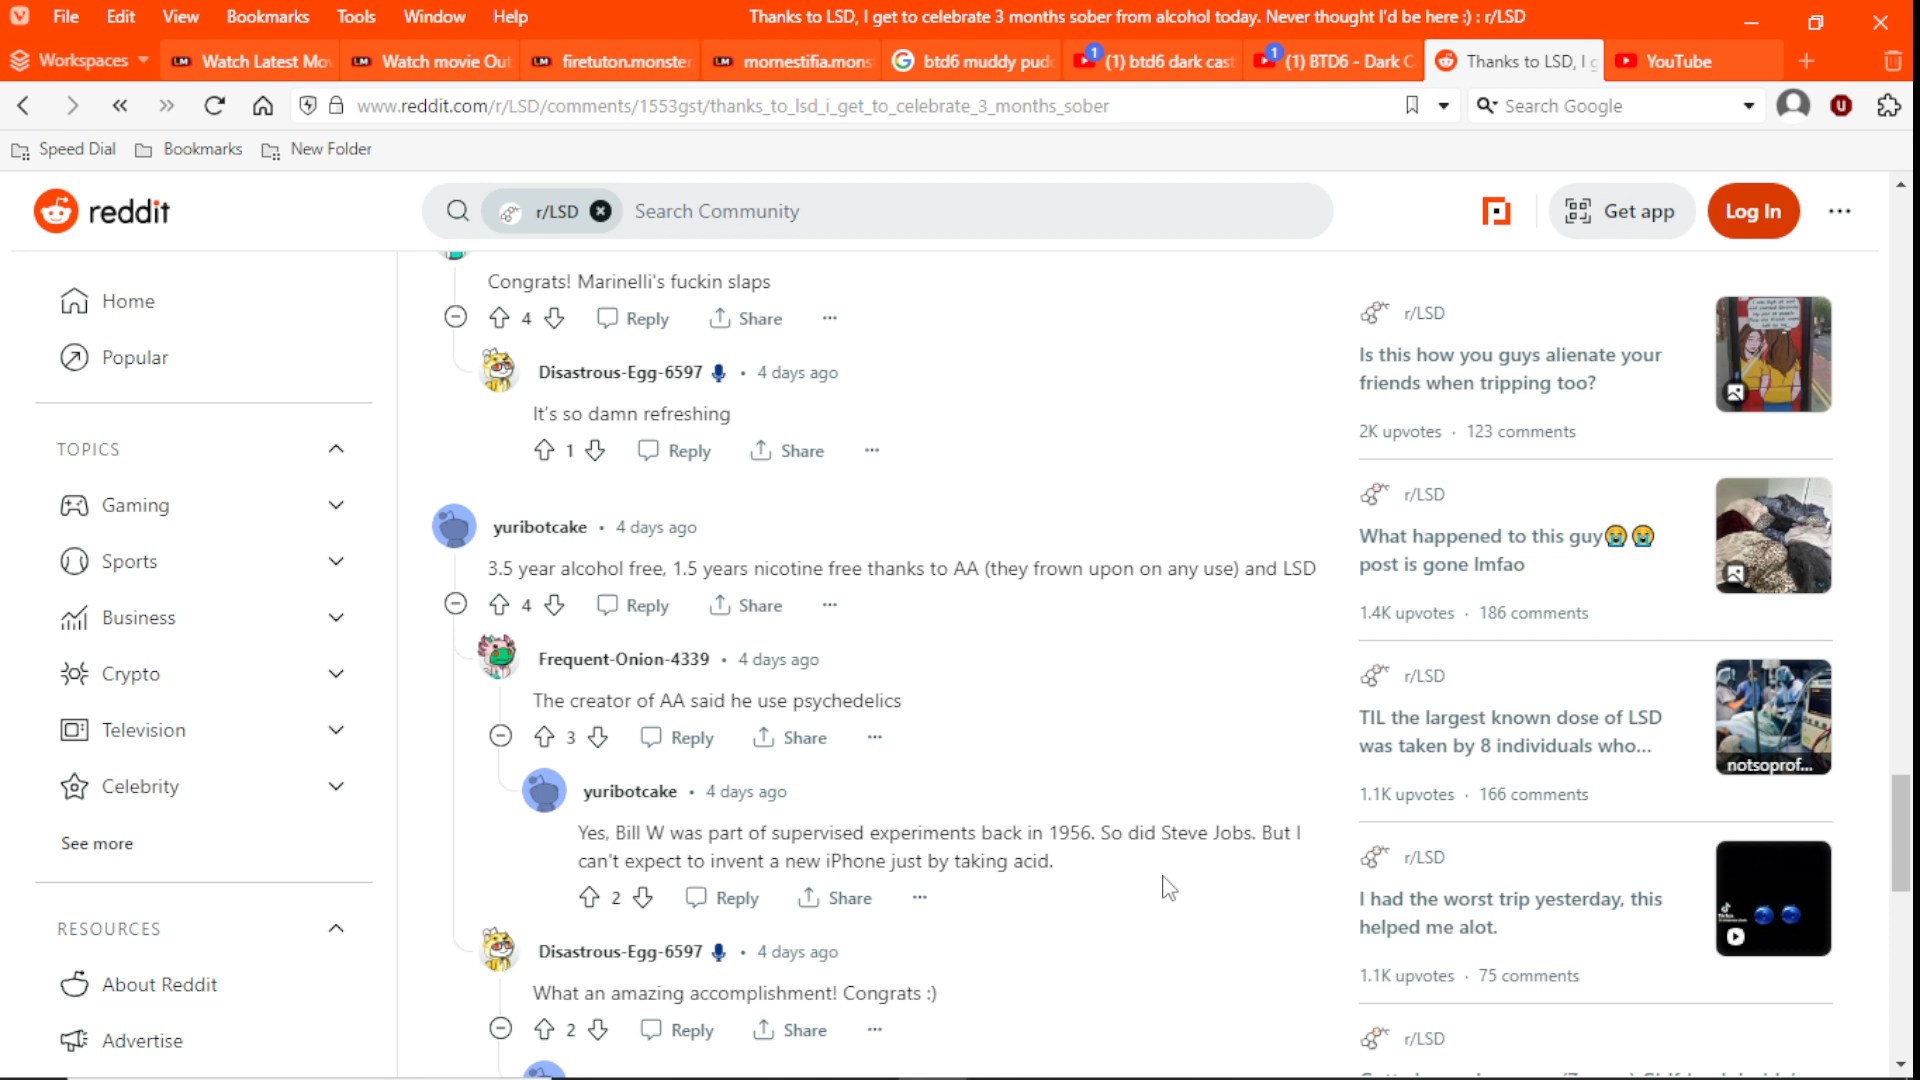 File Edit View Bookmarks Tools Window Help
Thanks to LSD, I get to celebrate 3 months sober from alcohol today. Never thought I'd be here :) : r/LSD
Workspaces
Watch Latest Mov
Watch movie Out
firetuton.monster
mornestifia.mons
btd6 muddy pudd
(1) btd6 dark cast
(1) BTD6 - Dark C
Thanks to LSD, I g
YouTube
www.reddit.com/r/LSD/comments/1553gst/thanks_to_lsd_i_get_to_celebrate_3_months_sober
Search Google
Speed Dial Bookmarks New Folder
reddit
r/LSD Search Community
Get app
Log In
Home
Popular
TOPICS
Gaming
Sports
Business
Crypto
Television
Celebrity
See more
RESOURCES
About Reddit
Advertise
Congrats! Marinelli's fuckin slaps
4 Reply Share
Disastrous-Egg-6597 • 4 days ago
It's so damn refreshing
1 Reply Share
yuribotcake • 4 days ago
3.5 year alcohol free, 1.5 years nicotine free thanks to AA (they frown upon on any use) and LSD
4 Reply Share
Frequent-Onion-4339 • 4 days ago
The creator of AA said he use psychedelics
3 Reply Share
yuribotcake • 4 days ago
Yes, Bill W was part of supervised experiments back in 1956. So did Steve Jobs. But I
can't expect to invent a new iPhone just by taking acid.
2 Reply Share
Disastrous-Egg-6597 • 4 days ago
What an amazing accomplishment! Congrats :)
2 Reply Share
r/LSD
Is this how you guys alienate your
friends when tripping too?
2K upvotes · 123 comments
r/LSD
What happened to this guy😭😭
post is gone lmfao
1.4K upvotes · 186 comments
r/LSD
TIL the largest known dose of LSD
was taken by 8 individuals who...
notsoprof...
1.1K upvotes · 166 comments
r/LSD
I had the worst trip yesterday, this
helped me alot.
1.1K upvotes · 75 comments
r/LSD